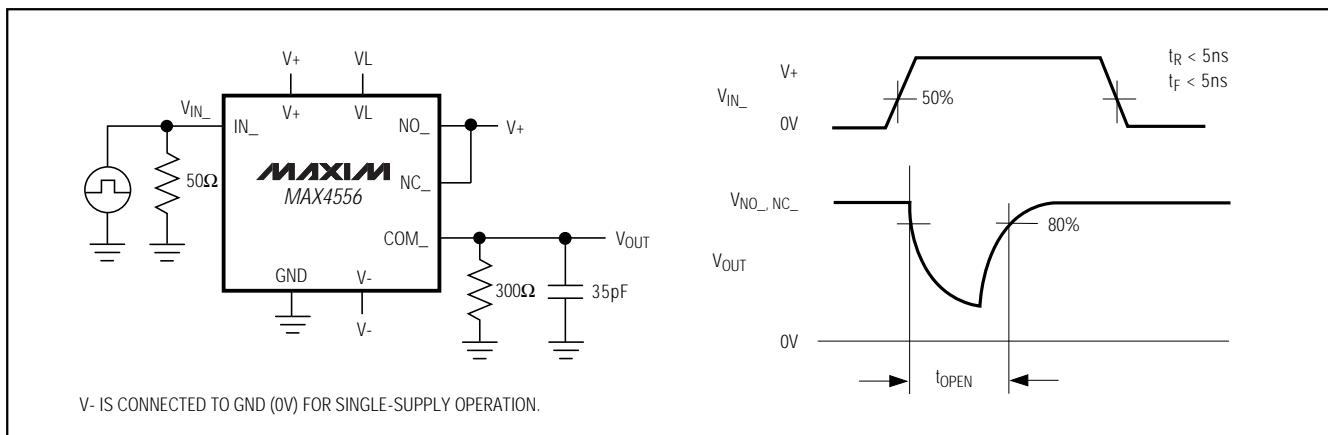 V+ VL
V+ VL
VIN_ IN_
NO_ V+
MAXIM
MAX4556
NC_
50Ω
COM_ VOUT
GND V-
300Ω 35pF
V-
V- IS CONNECTED TO GND (0V) FOR SINGLE-SUPPLY OPERATION.
tR < 5ns
tF < 5ns
V+
VIN_
50%
0V
VNO_, NC_
80%
VOUT
0V
tOPEN